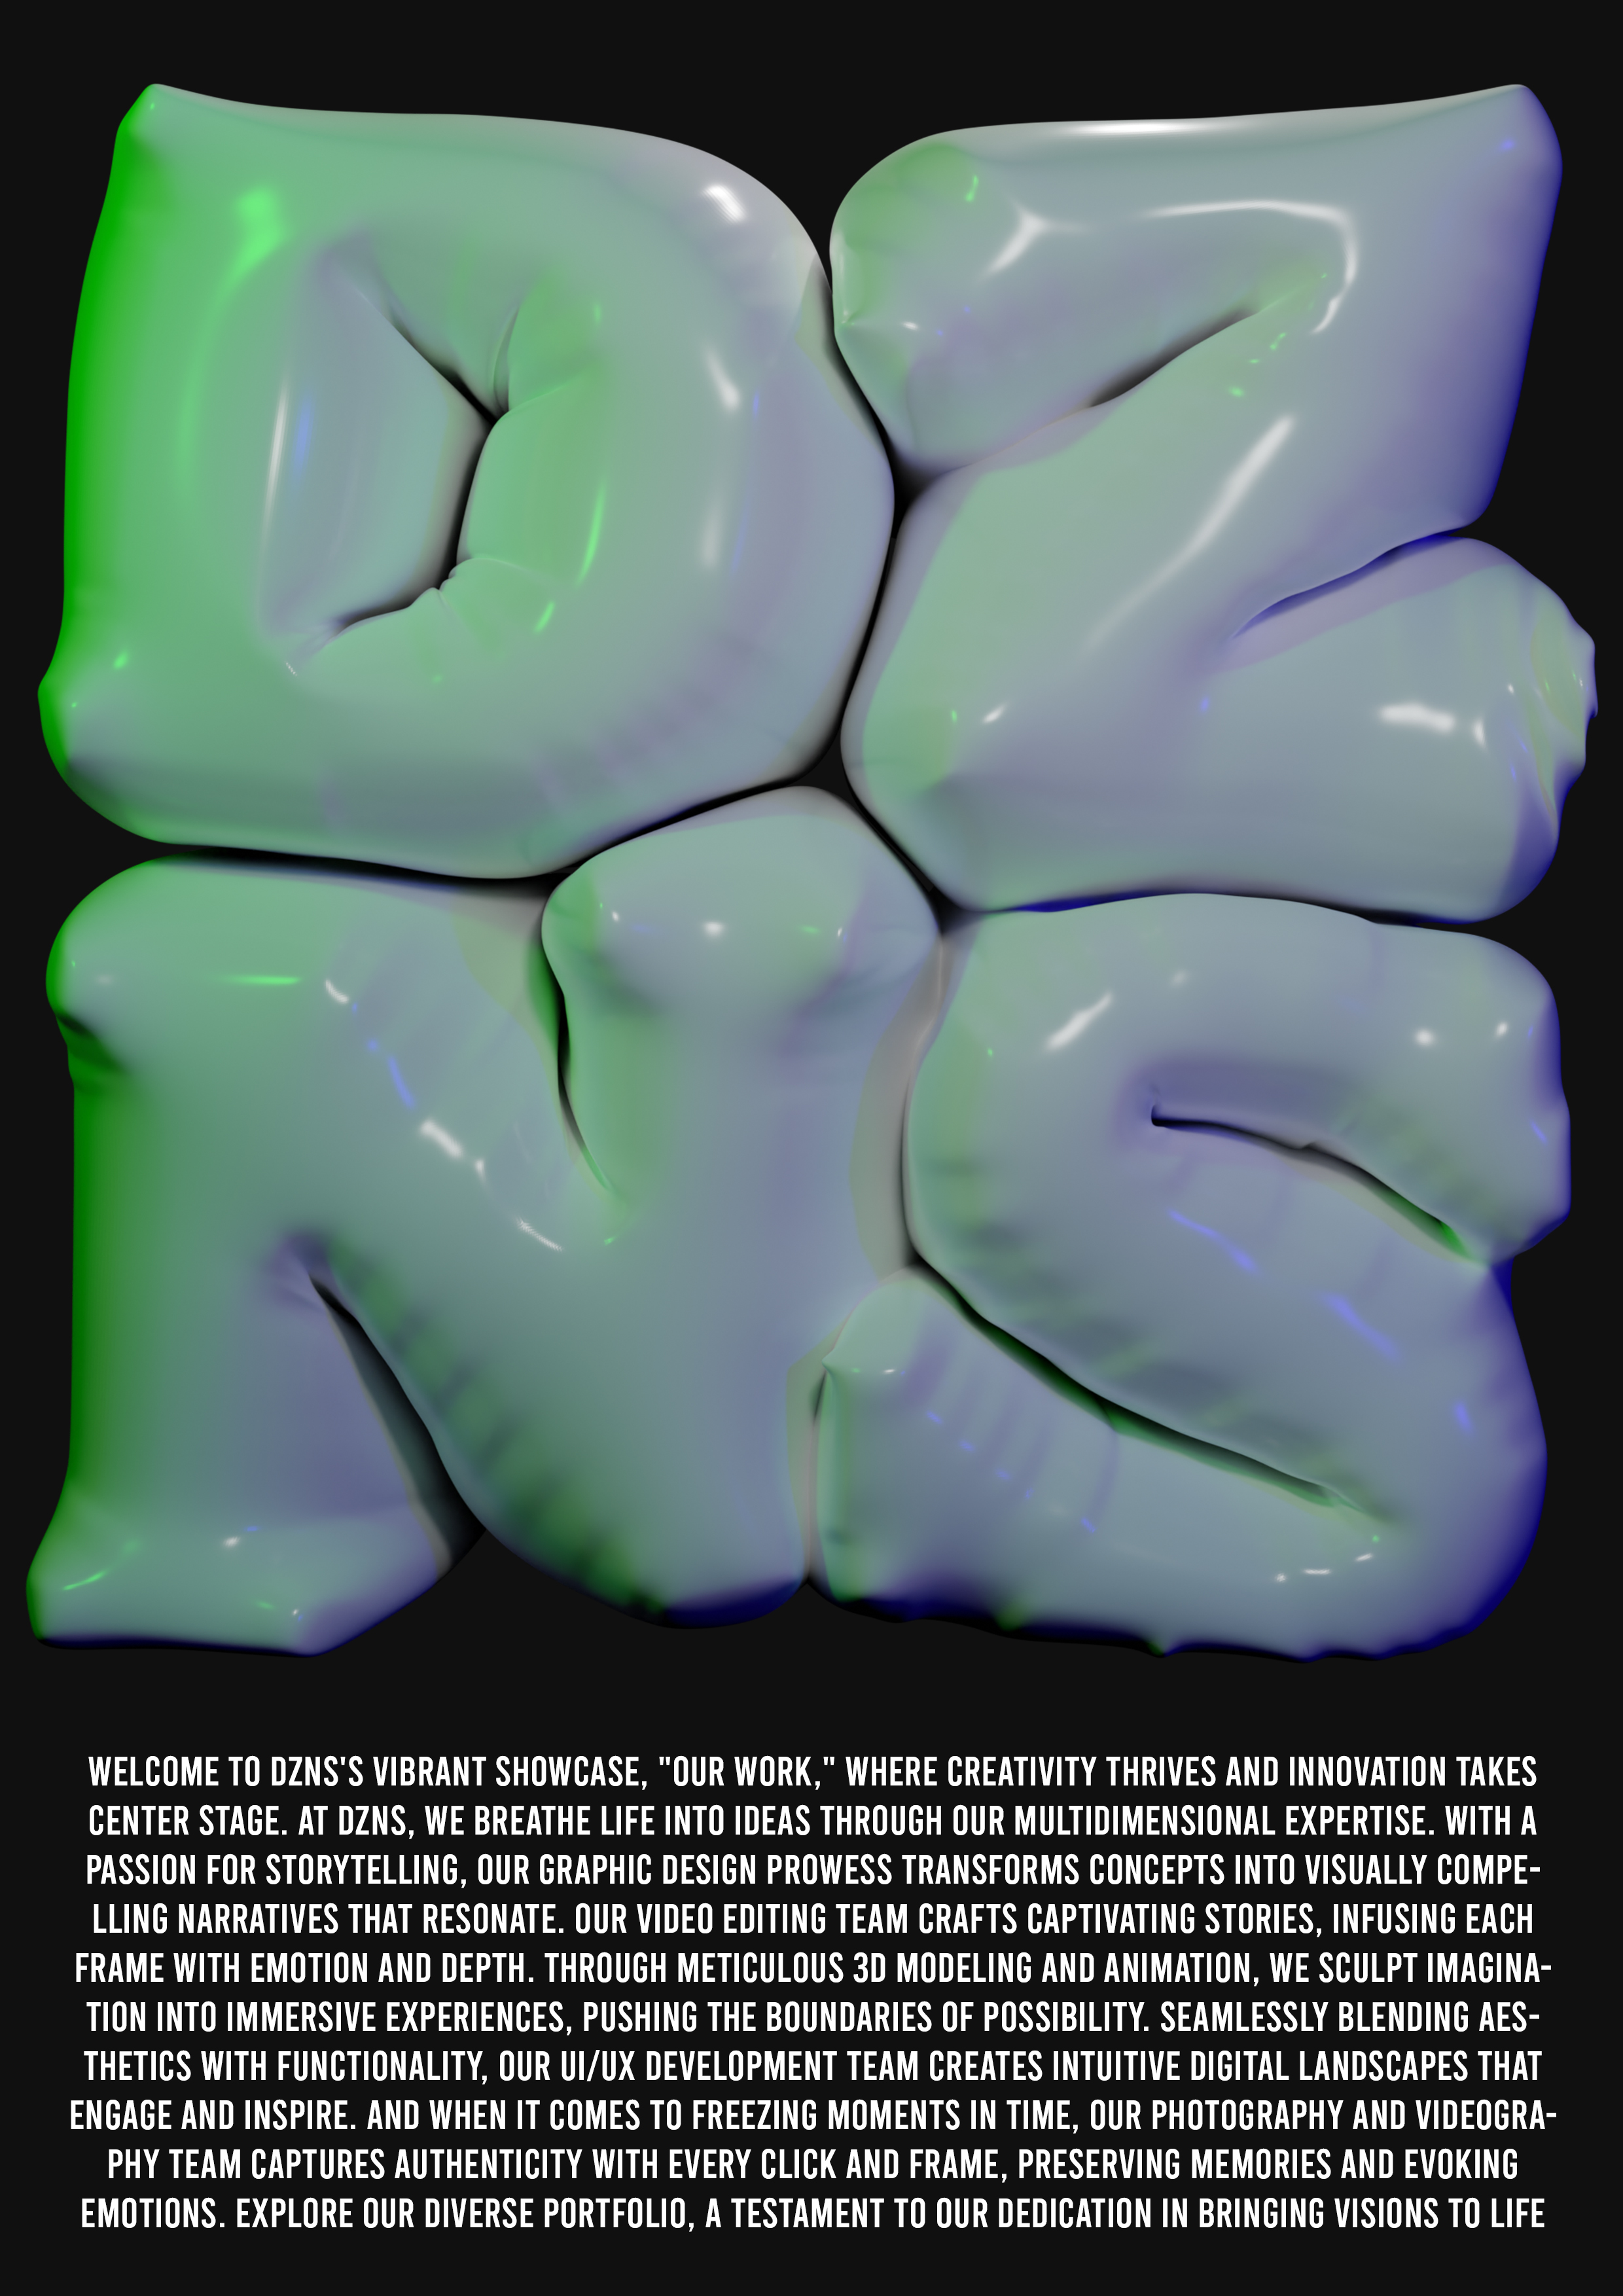 DZ
NS
WELCOME TO DZNS'S VIBRANT SHOWCASE, "OUR WORK," WHERE CREATIVITY THRIVES AND INNOVATION TAKES
CENTER STAGE. AT DZNS, WE BREATHE LIFE INTO IDEAS THROUGH OUR MULTIDIMENSIONAL EXPERTISE. WITH A
PASSION FOR STORYTELLING, OUR GRAPHIC DESIGN PROWESS TRANSFORMS CONCEPTS INTO VISUALLY COMPE-
LLING NARRATIVES THAT RESONATE. OUR VIDEO EDITING TEAM CRAFTS CAPTIVATING STORIES, INFUSING EACH
FRAME WITH EMOTION AND DEPTH. THROUGH METICULOUS 3D MODELING AND ANIMATION, WE SCULPT IMAGINA-
TION INTO IMMERSIVE EXPERIENCES, PUSHING THE BOUNDARIES OF POSSIBILITY. SEAMLESSLY BLENDING AES-
THETICS WITH FUNCTIONALITY, OUR UI/UX DEVELOPMENT TEAM CREATES INTUITIVE DIGITAL LANDSCAPES THAT
ENGAGE AND INSPIRE. AND WHEN IT COMES TO FREEZING MOMENTS IN TIME, OUR PHOTOGRAPHY AND VIDEOGRA-
PHY TEAM CAPTURES AUTHENTICITY WITH EVERY CLICK AND FRAME, PRESERVING MEMORIES AND EVOKING
EMOTIONS. EXPLORE OUR DIVERSE PORTFOLIO, A TESTAMENT TO OUR DEDICATION IN BRINGING VISIONS TO LIFE